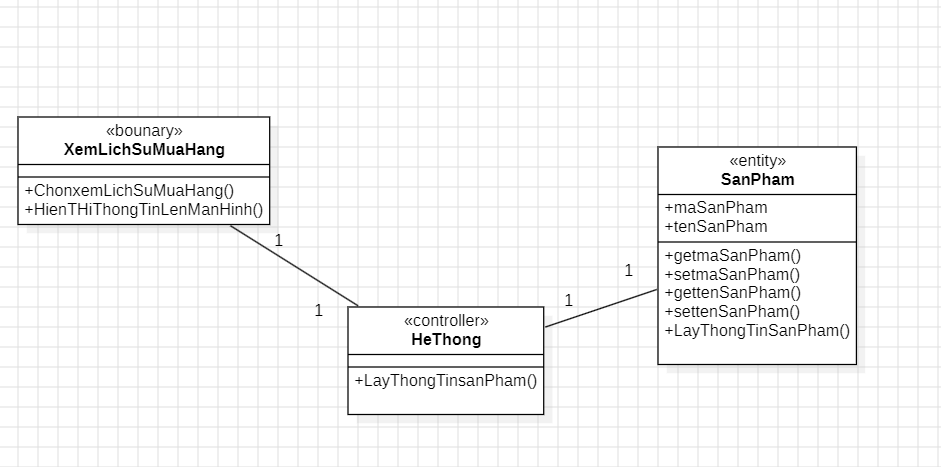 «bounary»
XemLichSuMuaHang
+ChonxemLichSuMuaHang()
+HienTHiThongTinLenManHinh()
1
1
«controller»
HeThong
+LayThongTinsanPham()
1
1
«entity»
SanPham
+maSanPham
+tenSanPham
+getmaSanPham()
+setmaSanPham()
+gettenSanPham()
+settenSanPham()
+LayThongTinSanPham()